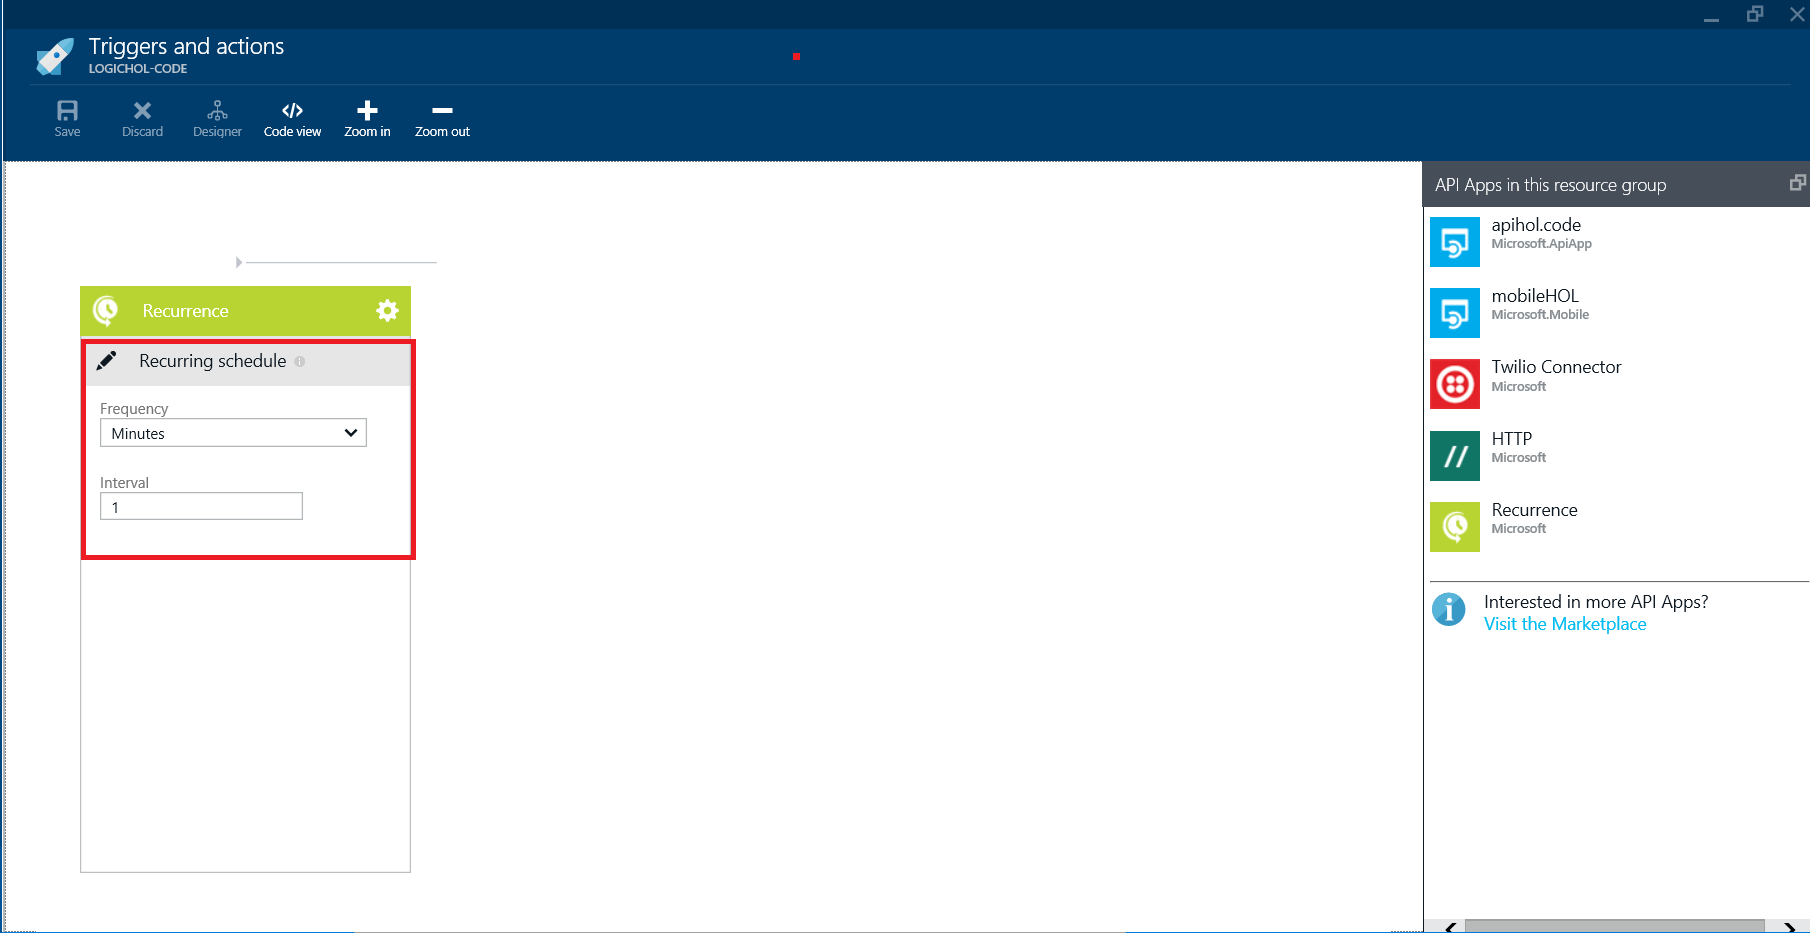 Triggers and actions
LOGICHOL-CODE
Save
Discard
Designer
Code view
Zoom in
Zoom out
Recurrence
Recurring schedule
Frequency
Minutes
Interval
1
API Apps in this resource group
apihol.code
Microsoft.ApiApp
mobileHOL
Microsoft.Mobile
Twilio Connector
Microsoft
HTTP
Microsoft
Recurrence
Microsoft
Interested in more API Apps?
Visit the Marketplace